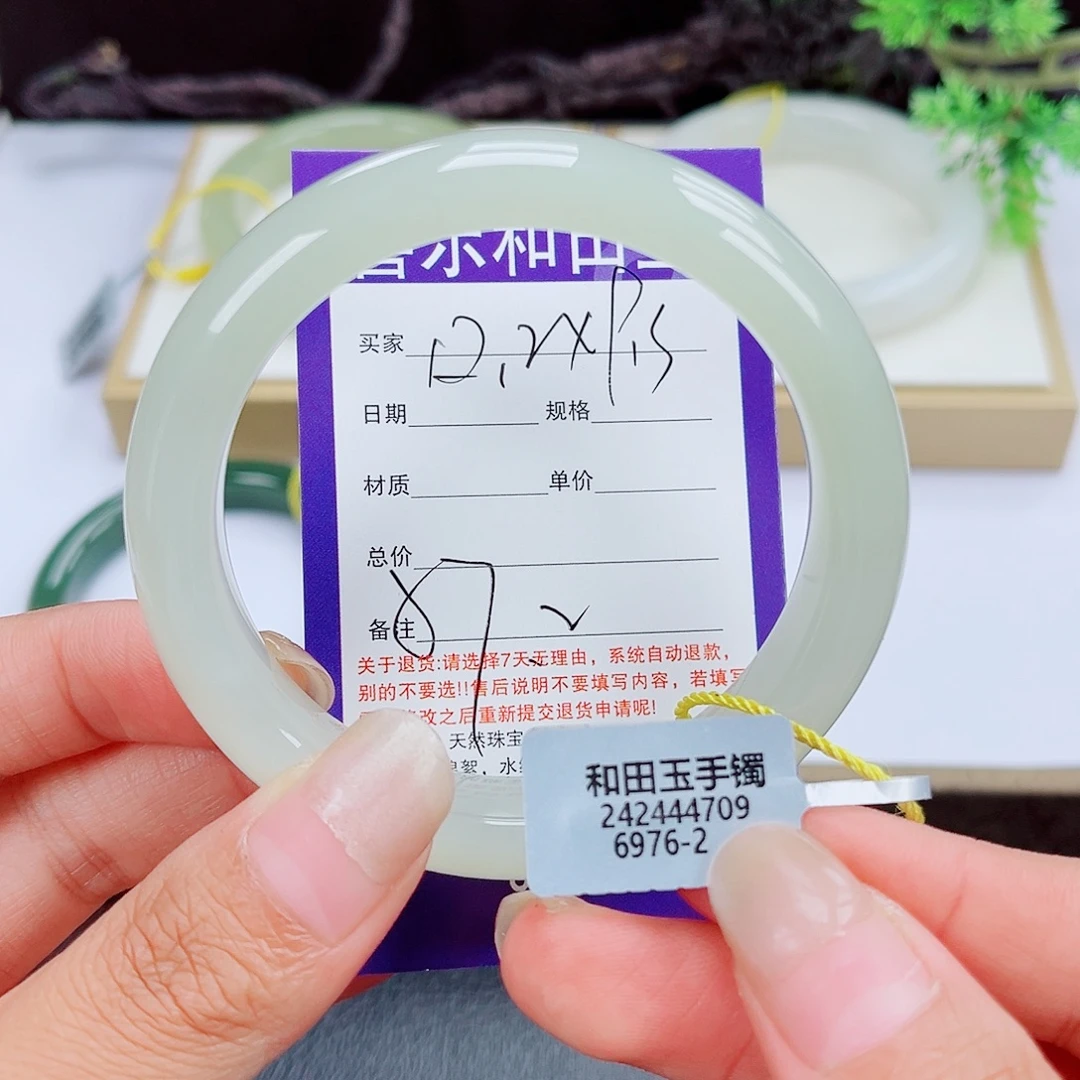 和田
买家
日期 规格
材质 单价
总价
备注
关于退货:请选择7天无理由，系统自动退款，
别的不要选!!售后说明不要填写内容，若填写
改之后重新提交退货申请呢!
天然珠宝
絮，水
和田玉手镯
242444709
6976-2